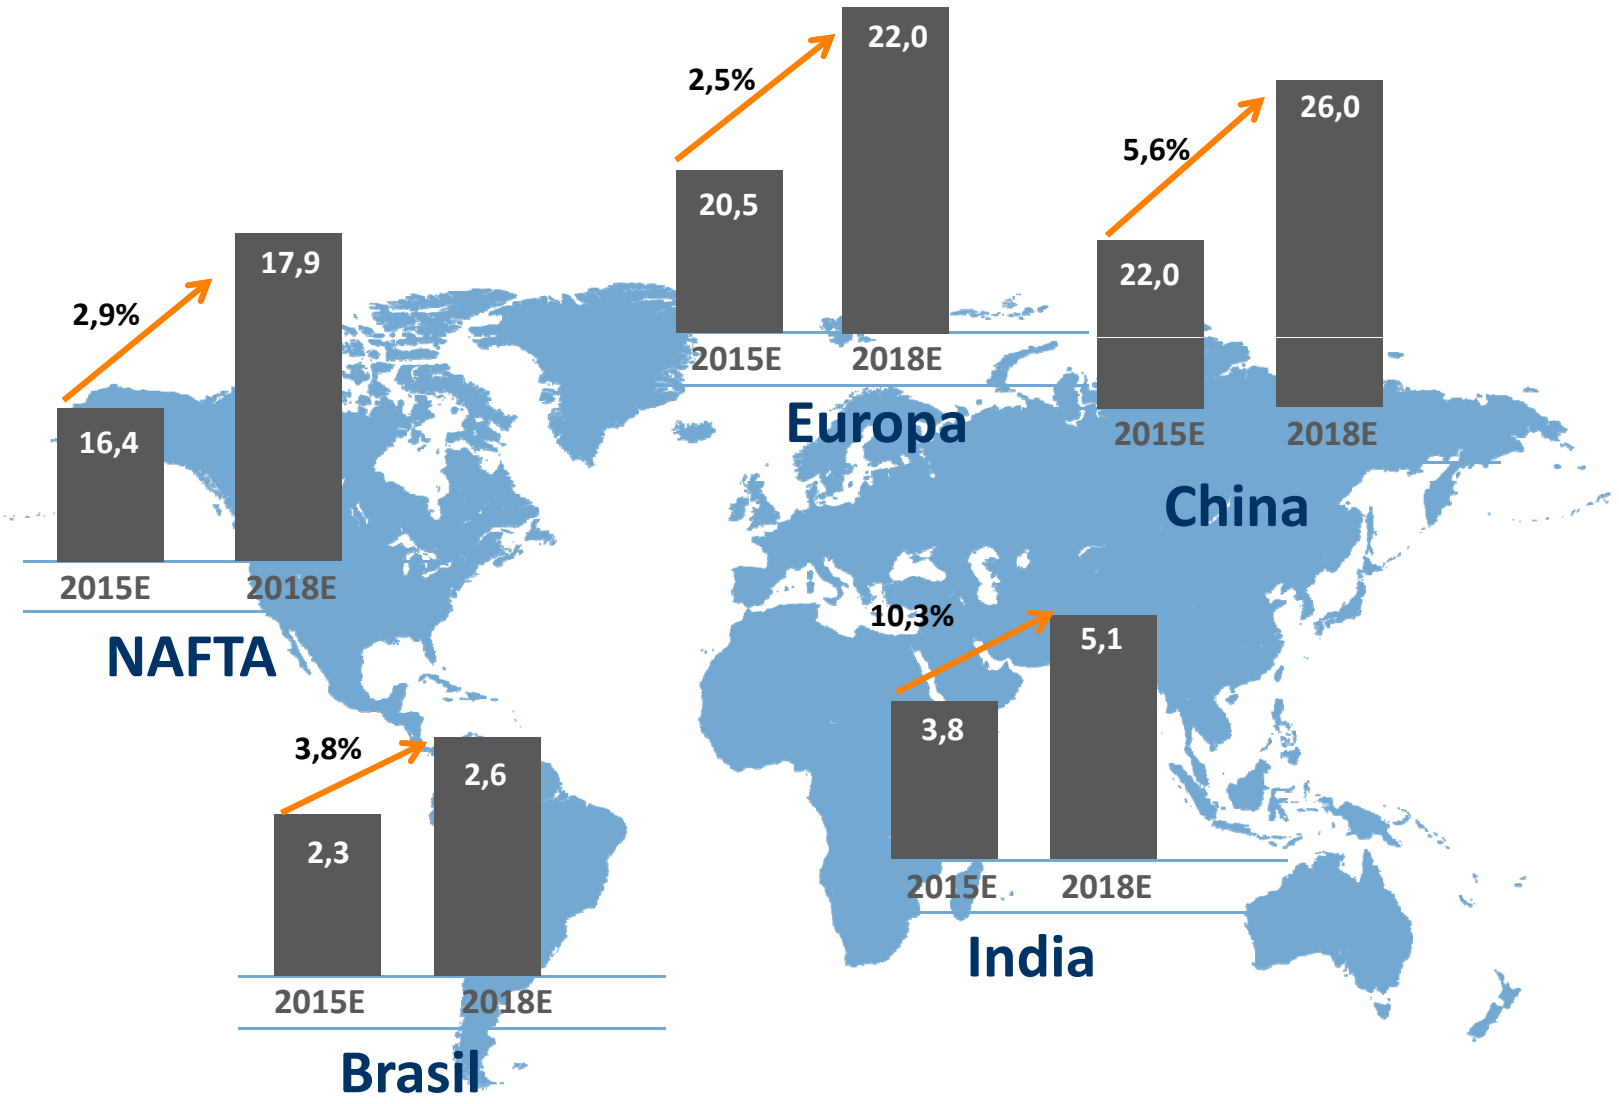 22,0
2,5%
20,5
2015E 2018E
Europa
26,0
5,6%
22,0
2015E 2018E
China
17,9
2,9%
16,4
2015E 2018E
NAFTA
10,3%
5,1
3,8
2015E 2018E
India
3,8%
2,6
2,3
2015E 2018E
Brasil